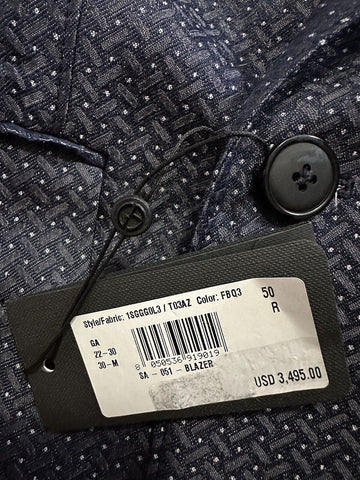 Style/Fabric: 1SGGG0L3 / T03AZ Color: FBQ3
50
R
GA
22-30
30-M
8 050536 919019
SA - 051 - BLAZER
USD 3,495.00